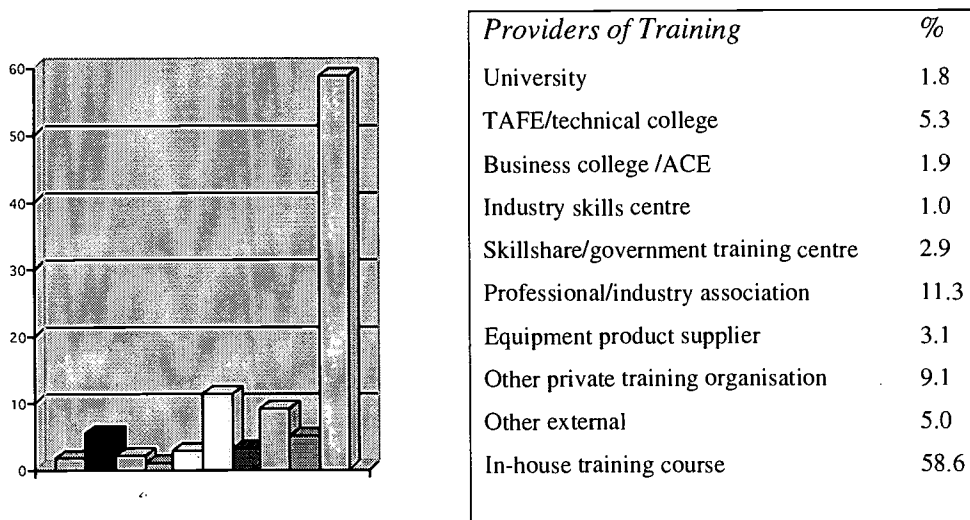 60
50
40
30
20
10
0
Providers of Training %
University 1.8
TAFE/technical college 5.3
Business college /ACE 1.9
Industry skills centre 1.0
Skillshare/government training centre 2.9
Professional/industry association 11.3
Equipment product supplier 3.1
Other private training organisation 9.1
Other external 5.0
In-house training course 58.6